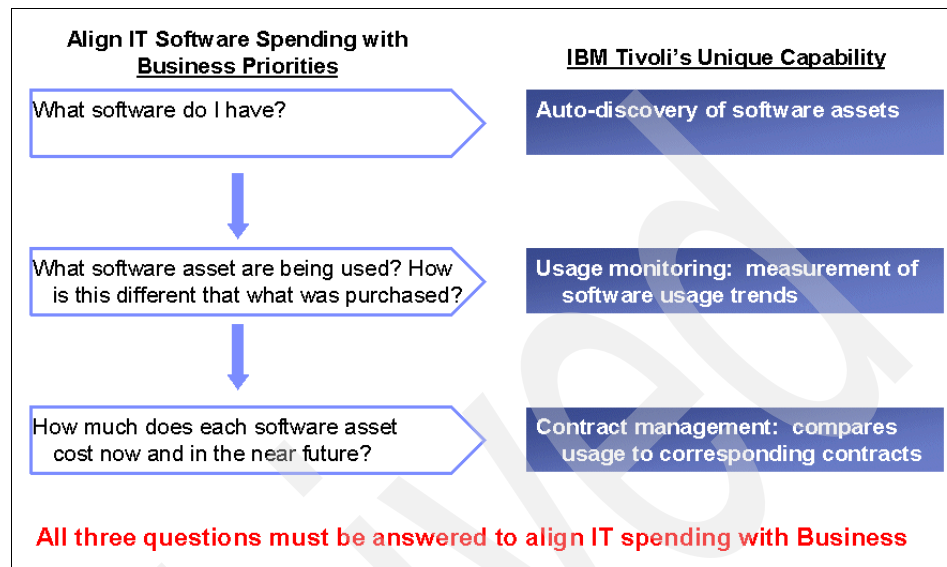 Align IT Software Spending with
Business Priorities
IBM Tivoli's Unique Capability
What software do I have?
Auto-discovery of software assets
What software asset are being used? How
is this different that what was purchased?
Usage monitoring: measurement of
software usage trends
How much does each software asset
cost now and in the near future?
Contract management: compares
usage to corresponding contracts
All three questions must be answered to align IT spending with Business